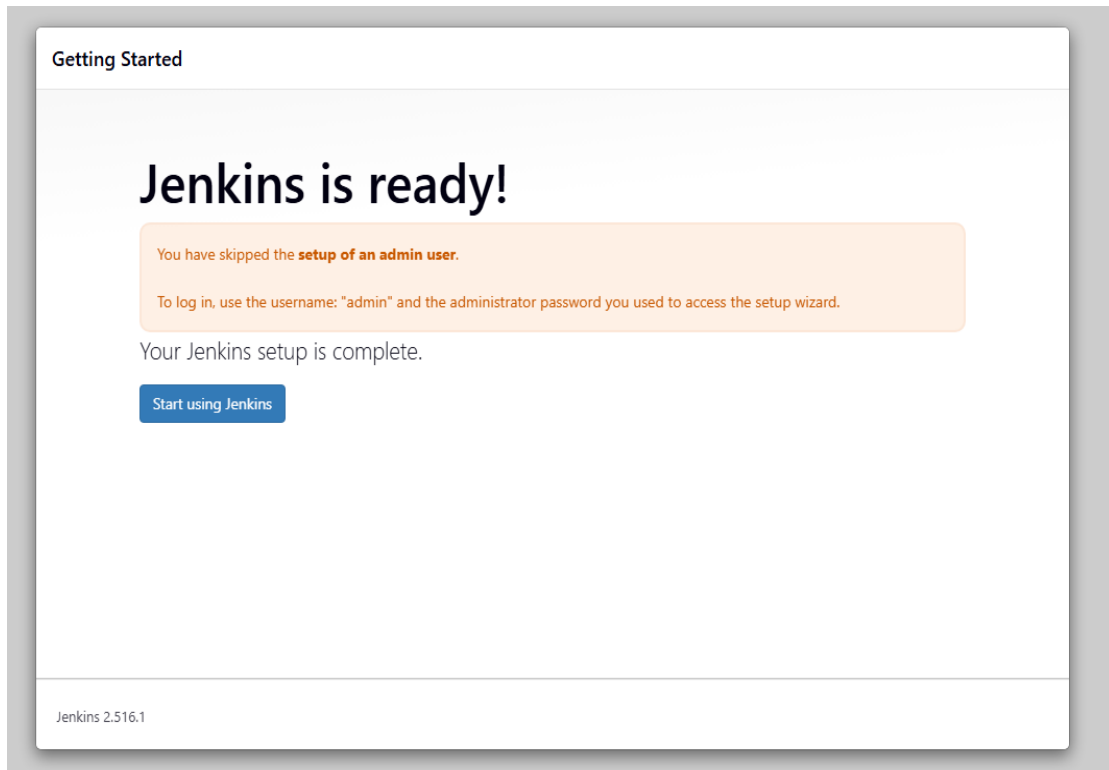 Getting Started
Jenkins is ready!
You have skipped the setup of an admin user.
To log in, use the username: "admin" and the administrator password you used to access the setup wizard.
Your Jenkins setup is complete.
Start using Jenkins
Jenkins 2.516.1